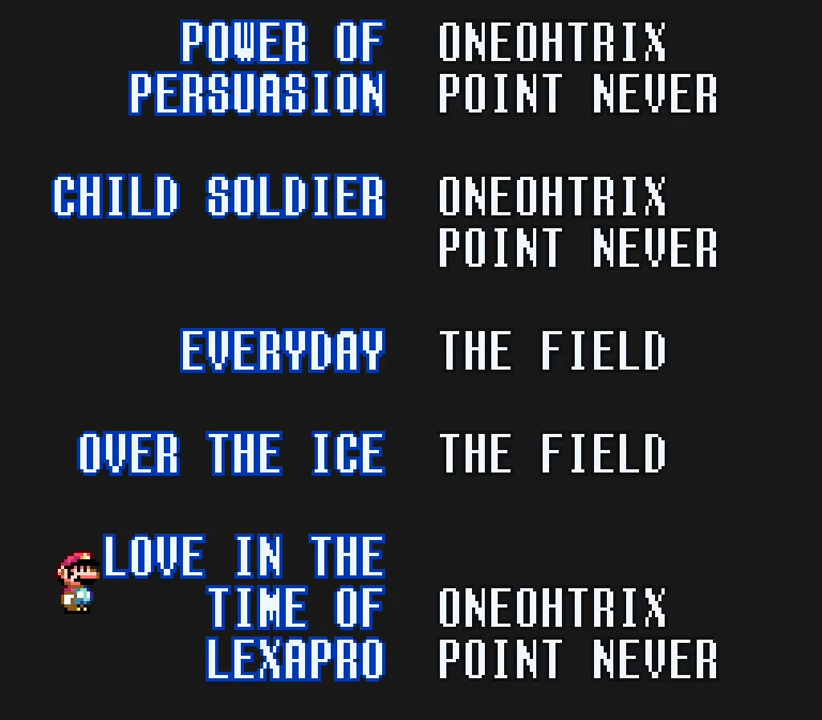 POWER OF ONEOHTRIX
PERSUASION POINT NEVER
CHILD SOLDIER ONEOHTRIX
POINT NEVER
EVERYDAY THE FIELD
OVER THE ICE THE FIELD
LOVE IN THE
TIME OF ONEOHTRIX
LEXAPRO POINT NEVER